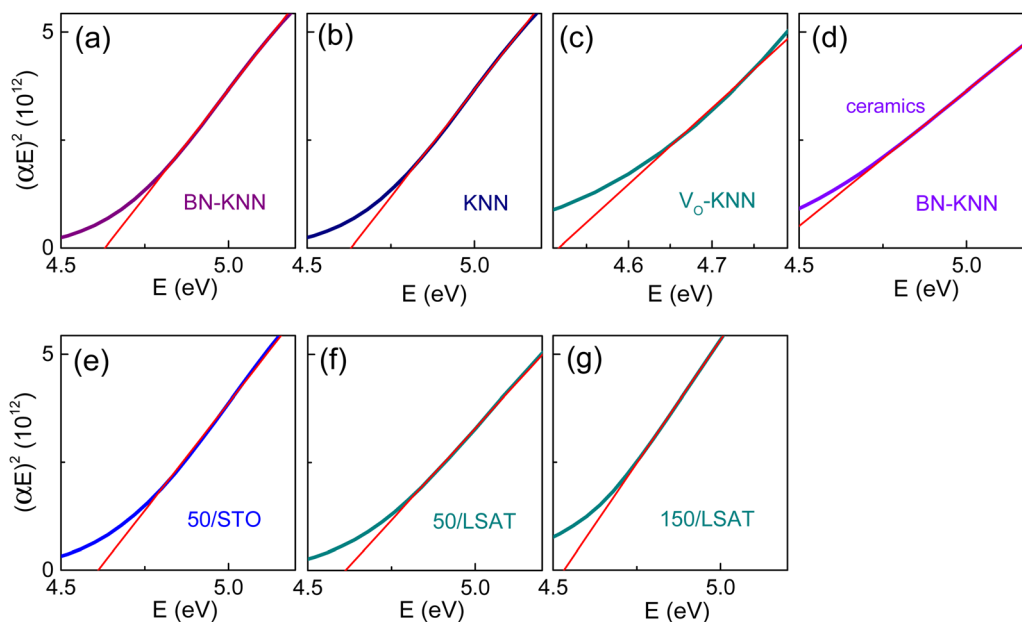 (a)
(b)
(c)
(d)
5
0
(αE)² (10¹²)
BN-KNN
KNN
V_O-KNN
ceramics
BN-KNN
4.5 5.0
4.5 5.0
4.6 4.7
4.5 5.0
E (eV)
E (eV)
E (eV)
E (eV)
(e)
(f)
(g)
5
0
(αE)² (10¹²)
50/STO
50/LSAT
150/LSAT
4.5 5.0
4.5 5.0
4.5 5.0
E (eV)
E (eV)
E (eV)